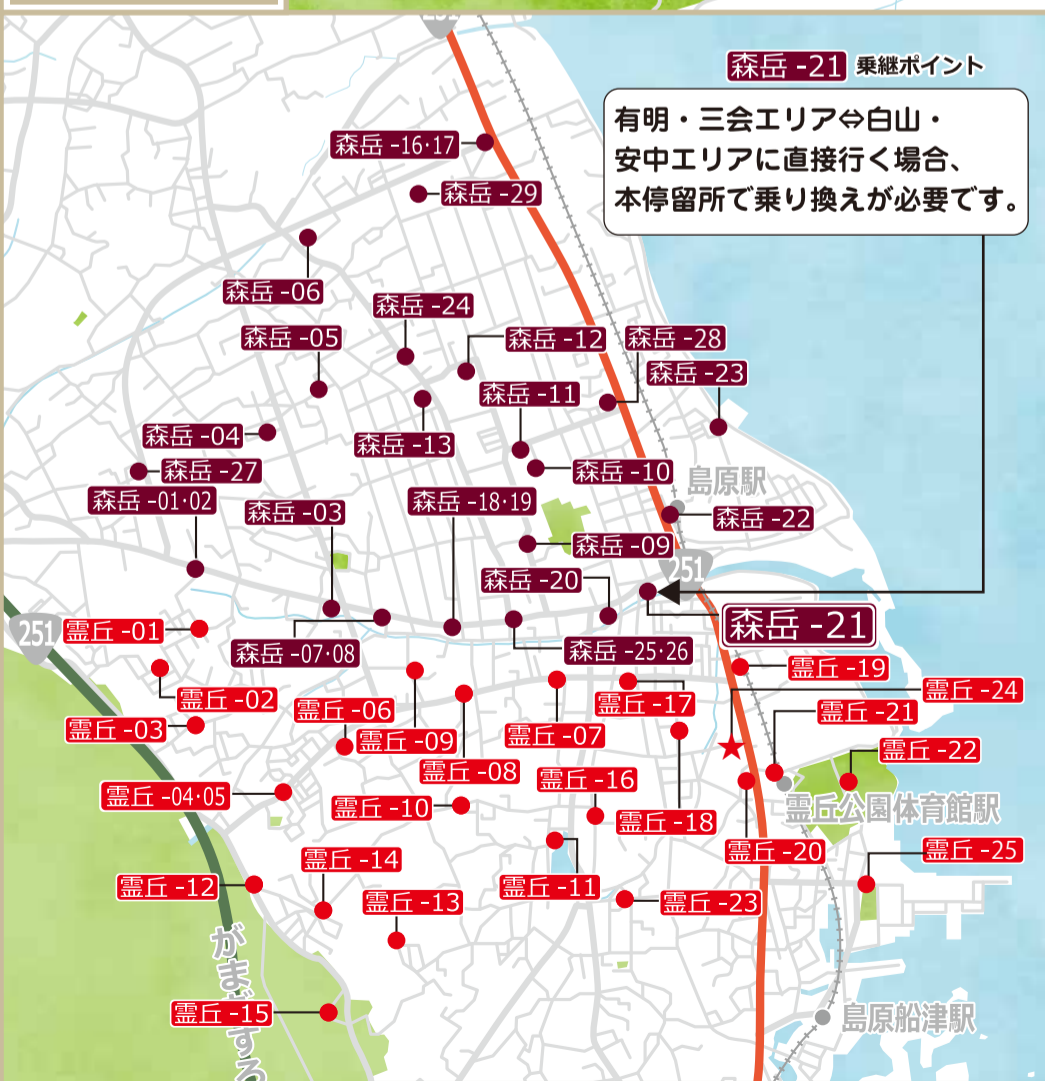 251
森岳 -21 乗継ポイント
有明・三会エリア⇔白山・
安中エリアに直接行く場合、
本停留所で乗り換えが必要です。
森岳 -16・17
森岳 -29
森岳 -06
森岳 -24
森岳 -05
森岳 -12
森岳 -28
森岳 -23
森岳 -11
森岳 -04
森岳 -13
森岳 -27
森岳 -10
島原駅
森岳 -01・02
森岳 -03
森岳 -18・19
森岳 -22
森岳 -09
251
森岳 -20
森岳 -21
251
霊丘 -01
森岳 -07・08
森岳 -25・26
霊丘 -19
霊丘 -24
霊丘 -02
霊丘 -17
霊丘 -06
霊丘 -21
霊丘 -03
霊丘 -09
霊丘 -07
霊丘 -22
霊丘 -08
霊丘 -16
霊丘 -04・05
霊丘 -10
霊丘公園体育館駅
霊丘 -18
霊丘 -20
霊丘 -25
霊丘 -14
霊丘 -12
霊丘 -11
霊丘 -13
霊丘 -23
がまだする
霊丘 -15
島原船津駅